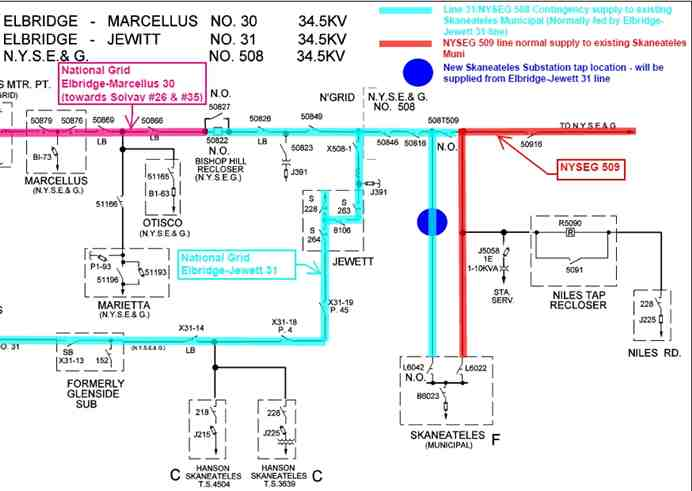 ELBRIDGE - MARCELLUS NO. 30 34.5KV
ELBRIDGE - JEWITT NO. 31 34.5KV
N.Y.S.E.& G. NO. 508 34.5KV
Line 31/NYSEG 508 Contingency supply to existing
Skaneateles Municipal (Normally fed by Elbridge-
Jewett 31-line)
NYSEG 509 line normal supply to existing Skaneateles
Muni
New Skaneateles Substation tap location - will be
supplied from Elbridge-Jewett 31 line
S MTR. PT.
GRID)
National Grid
Elbridge-Marcellus 30
(towards Solvay #26 & #35)
N.O.
50827
N'GRID
N.Y.S.E.& G.
NO. 508
50879
50876
50869
LB
50866
LB
50822
N.O.
BISHOP HILL
RECLOSER
(N.Y.S.E G.)
50826
LB
50849
50823
J391
X508-1
50846
50816
508T509
N.O.
TO N.Y.S.E & G
50916
NYSEG 509
BI-73
MARCELLUS
(N.Y.S.E & G.)
51165
B1-63
OTISCO
(N.Y.S.E & G.)
51166
J391
S
228
S
263
S
264
8106
JEWETT
P1-93
51193
51196
MARIETTA
(N.Y.S.E & G.)
National Grid
Elbridge-Jewett 31
X31-19
P. 45
J5058
1E
1-10KVA
STA.
SERV.
R5090
R
5091
NILES TAP
RECLOSER
228
J225
NILES RD.
O. 31
SB
X31-13
152
(N.Y.S.E & G.)
FORMERLY
GLENSIDE
SUB
X31-14
LB
X31-18
P. 4
L6042
N.O.
L6022
B6023
SKANEATELES
(MUNICIPAL)
F
218
J215
C
HANSON
SKANEATELES
T.S.4504
226
J225
HANSON
SKANEATELES
T.S.3639
C